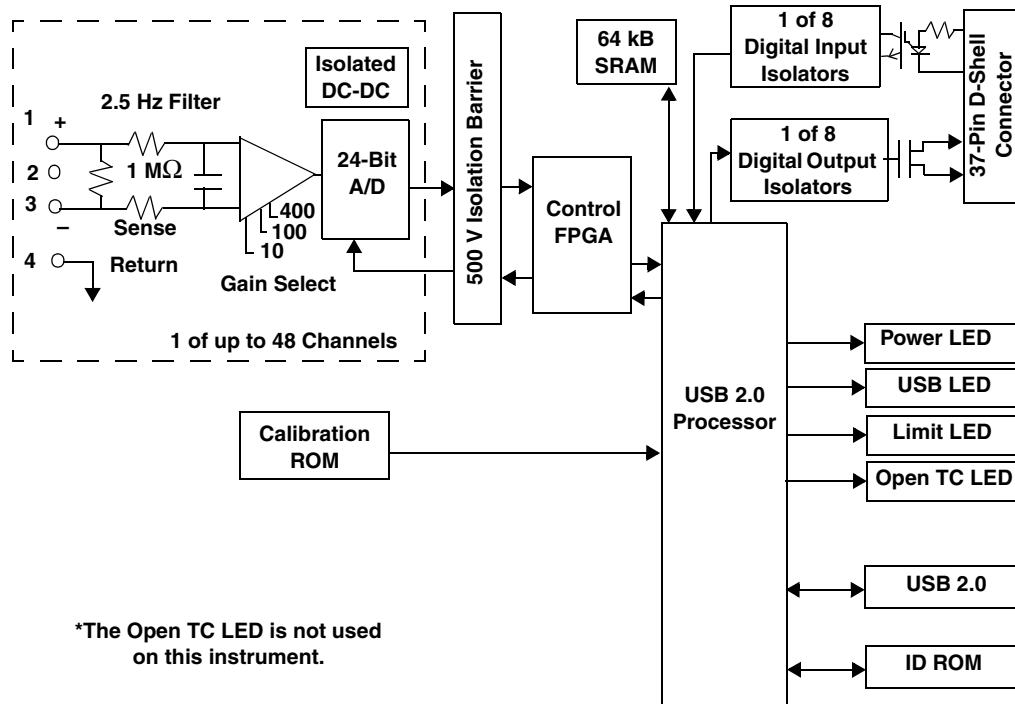 1 of 8
Digital Input
Isolators
64 kB
SRAM
37-Pin D-Shell
Connector
Isolated
DC-DC
2.5 Hz Filter
500 V Isolation Barrier
1
+
1 of 8
Digital Output
Isolators
2
1 MΩ
24-Bit
A/D
3
–
Sense
400
100
10
Control
FPGA
4
Return
Gain Select
1 of up to 48 Channels
Power LED
USB LED
USB 2.0
Processor
Limit LED
Calibration
ROM
Open TC LED
USB 2.0
*The Open TC LED is not used
on this instrument.
ID ROM